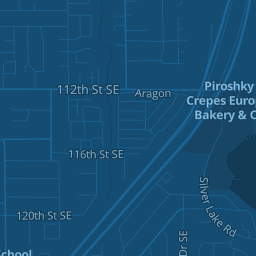 112th St SE
Aragon
Piroshky
Crepes Euro
Bakery & C
116th St SE
Silver Lake Rd
120th St SE
Dr SE
School